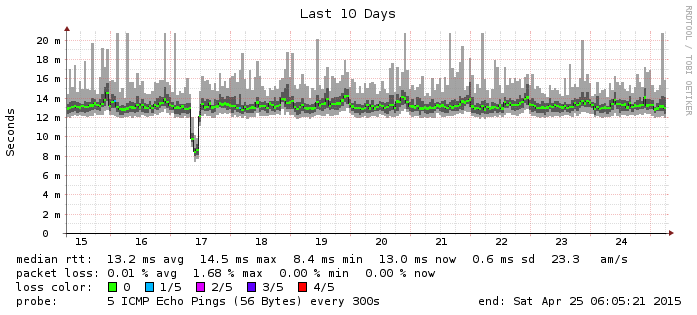 Last 10 Days
RRDTOOL / TOBI OETIKER
Seconds
20 m
18 m
16 m
14 m
12 m
10 m
8 m
6 m
4 m
2 m
0
15 16 17 18 19 20 21 22 23 24
median rtt: 13.2 ms avg 14.5 ms max 8.4 ms min 13.0 ms now 0.6 ms sd 23.3 am/s
packet loss: 0.01 % avg 1.68 % max 0.00 % min 0.00 % now
loss color: 0 1/5 2/5 3/5 4/5
probe: 5 ICMP Echo Pings (56 Bytes) every 300s end: Sat Apr 25 06:05:21 2015